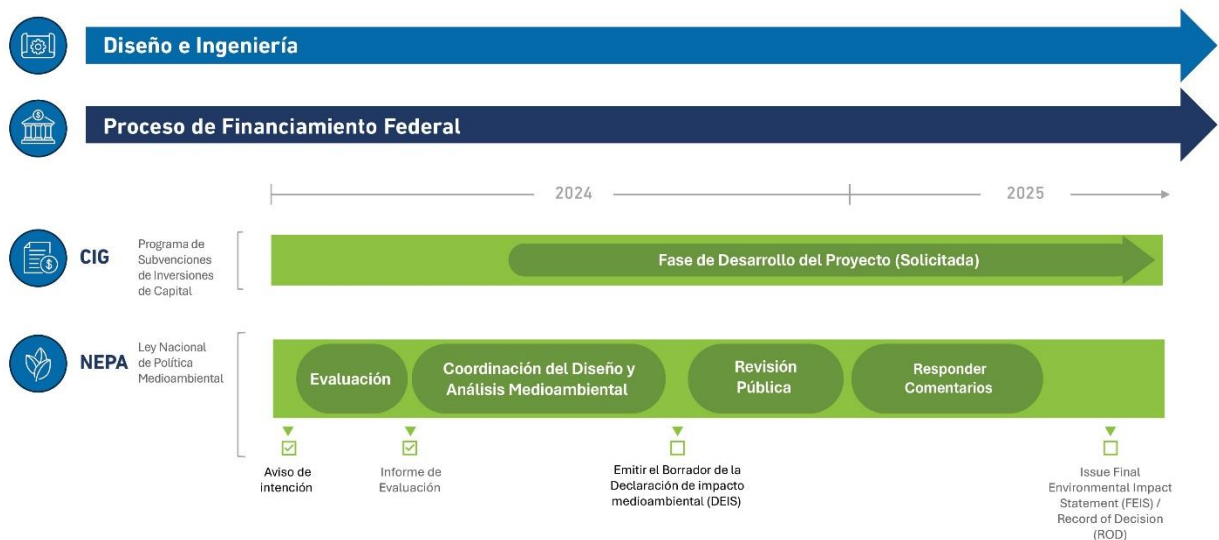 Diseño e Ingeniería
Proceso de Financiamiento Federal
2024
2025
CIG
Programa de
Subvenciones
de Inversiones
de Capital
Fase de Desarrollo del Proyecto (Solicitada)
NEPA
Ley Nacional
de Política
Medioambiental
Evaluación
Coordinación del Diseño y
Análisis Medioambiental
Revisión
Pública
Responder
Comentarios
Aviso de
intención
Informe de
Evaluación
Emitir el Borrador de la
Declaración de impacto
medioambiental (DEIS)
Issue Final
Environmental Impact
Statement (FEIS) /
Record of Decision
(ROD)